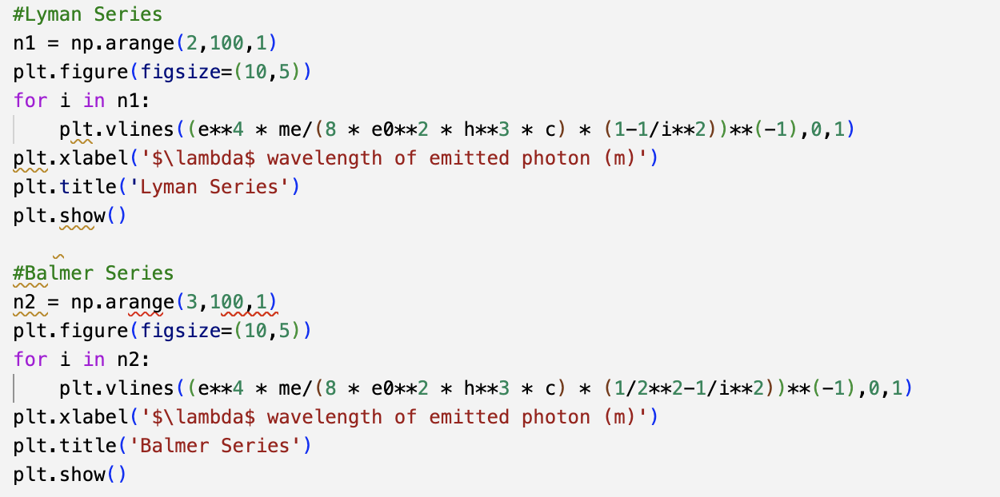 #Lyman Series
n1 = np.arange(2,100,1)
plt.figure(figsize=(10,5))
for i in n1:
    plt.vlines((e**4 * me/(8 * e0**2 * h**3 * c) * (1-1/i**2))**(-1),0,1)
plt.xlabel('$\lambda$ wavelength of emitted photon (m)')
plt.title('Lyman Series')
plt.show()

#Balmer Series
n2 = np.arange(3,100,1)
plt.figure(figsize=(10,5))
for i in n2:
    plt.vlines((e**4 * me/(8 * e0**2 * h**3 * c) * (1/2**2-1/i**2))**(-1),0,1)
plt.xlabel('$\lambda$ wavelength of emitted photon (m)')
plt.title('Balmer Series')
plt.show()